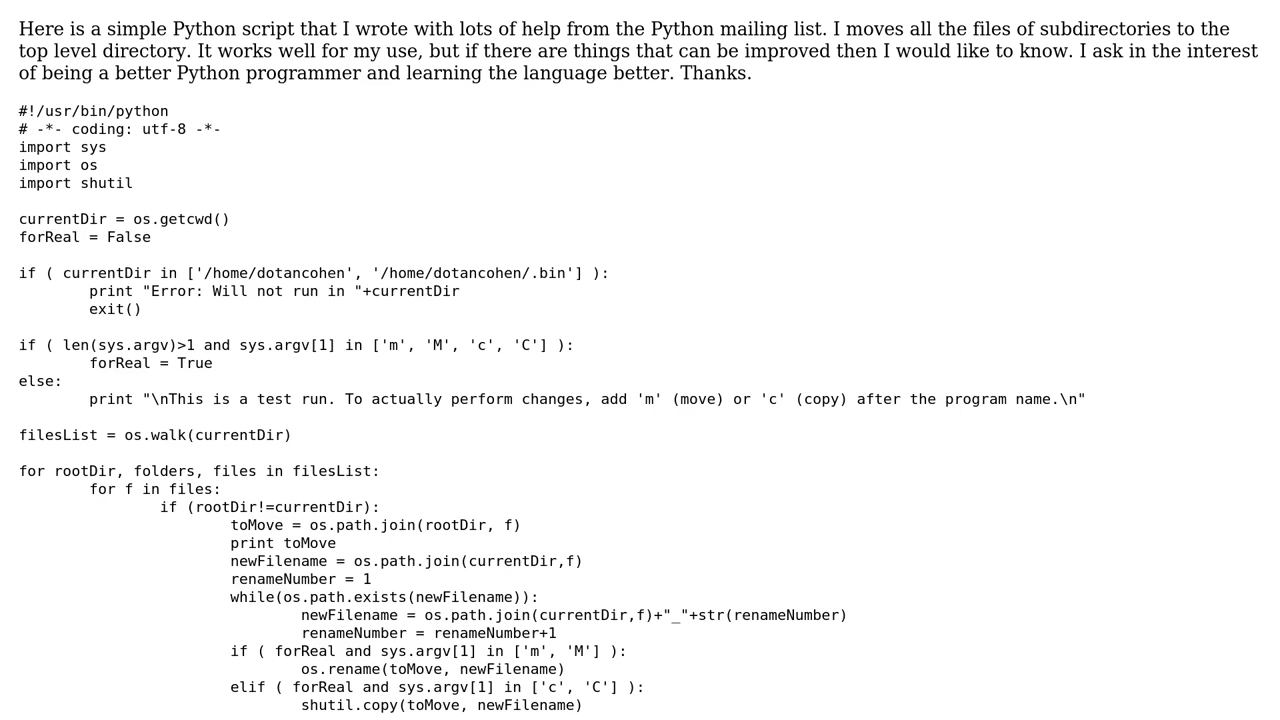 Here is a simple Python script that I wrote with lots of help from the Python mailing list. I moves all the files of subdirectories to the
top level directory. It works well for my use, but if there are things that can be improved then I would like to know. I ask in the interest
of being a better Python programmer and learning the language better. Thanks.

#!/usr/bin/python
# -*- coding: utf-8 -*-
import sys
import os
import shutil

currentDir = os.getcwd()
forReal = False

if ( currentDir in ['/home/dotancohen', '/home/dotancohen/.bin'] ):
        print "Error: Will not run in "+currentDir
        exit()

if ( len(sys.argv)>1 and sys.argv[1] in ['m', 'M', 'c', 'C'] ):
        forReal = True
else:
        print "\nThis is a test run. To actually perform changes, add 'm' (move) or 'c' (copy) after the program name.\n"

filesList = os.walk(currentDir)

for rootDir, folders, files in filesList:
        for f in files:
                if (rootDir!=currentDir):
                        toMove = os.path.join(rootDir, f)
                        print toMove
                        newFilename = os.path.join(currentDir,f)
                        renameNumber = 1
                        while(os.path.exists(newFilename)):
                                newFilename = os.path.join(currentDir,f)+"_"+str(renameNumber)
                                renameNumber = renameNumber+1
                        if ( forReal and sys.argv[1] in ['m', 'M'] ):
                                os.rename(toMove, newFilename)
                        elif ( forReal and sys.argv[1] in ['c', 'C'] ):
                                shutil.copy(toMove, newFilename)